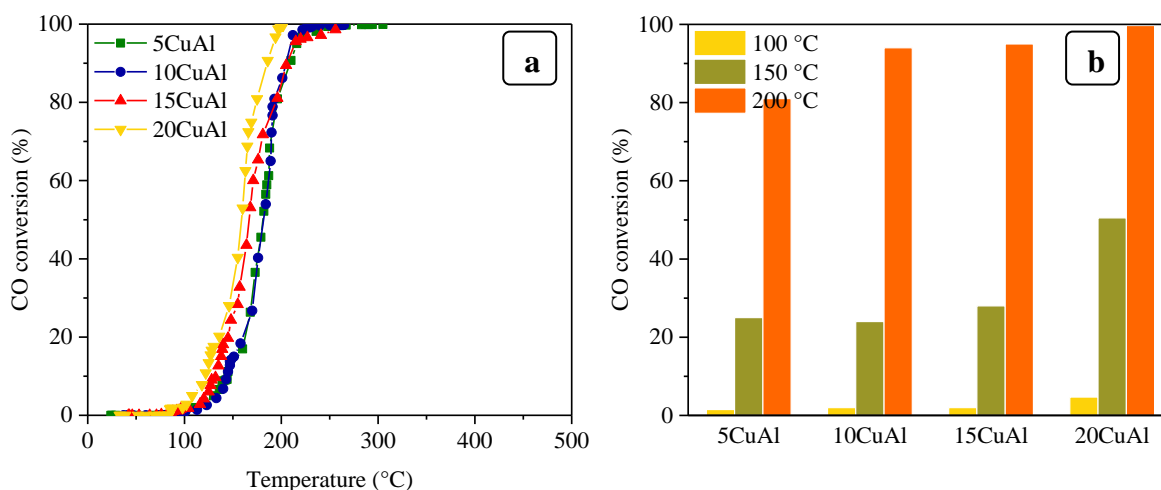 100
80
60
40
20
0
CO conversion (%)
5CuAl
10CuAl
15CuAl
20CuAl
a
0 100 200 300 400 500
Temperature (°C)
100
80
60
40
20
0
CO conversion (%)
100 °C
150 °C
200 °C
b
5CuAl 10CuAl 15CuAl 20CuAl